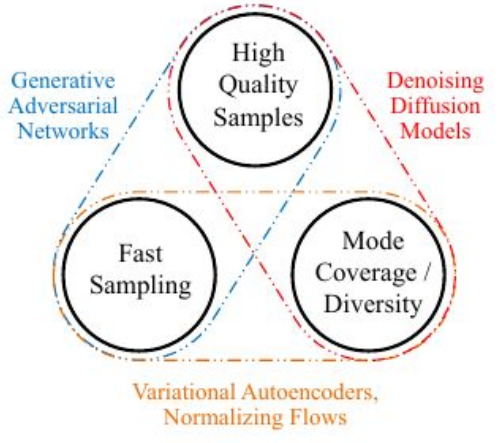 High
Quality
Samples
Generative
Adversarial
Networks
Denoising
Diffusion
Models
Fast
Sampling
Mode
Coverage /
Diversity
Variational Autoencoders,
Normalizing Flows